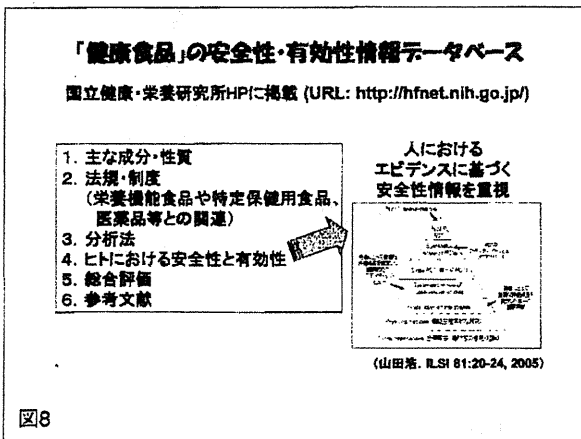 「健康食品」の安全性・有効性情報データベース
国立健康・栄養研究所HPに掲載 (URL: http://hfnet.nih.go.jp/)
1. 主な成分・性質
2. 法規・制度
(栄養機能食品や特定保健用食品、
医薬品等との関連)
3. 分析法
4. ヒトにおける安全性と有効性
5. 総合評価
6. 参考文献
人における
エビデンスに基づく
安全性情報を重視
(山田浩. ILSI 81:20-24, 2005)
図8